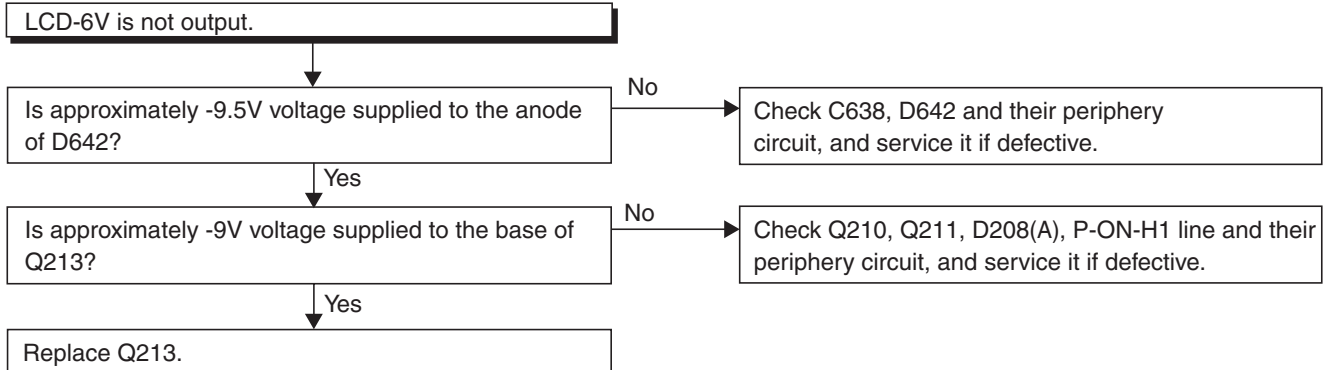 LCD-6V is not output.
Is approximately -9.5V voltage supplied to the anode
of D642?
No
Check C638, D642 and their periphery
circuit, and service it if defective.
Yes
Is approximately -9V voltage supplied to the base of
Q213?
No
Check Q210, Q211, D208(A), P-ON-H1 line and their
periphery circuit, and service it if defective.
Yes
Replace Q213.